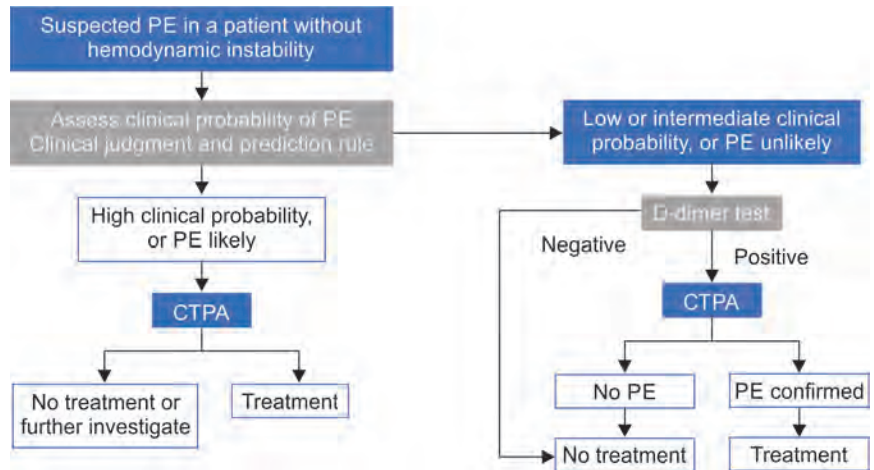 Suspected PE in a patient without
hemodynamic instability
Assess clinical probability of PE
Clinical judgment and prediction rule
Low or intermediate clinical
probability, or PE unlikely
High clinical probability,
or PE likely
D-dimer test
Negative
Positive
CTPA
CTPA
No treatment or
further investigate
Treatment
No PE
PE confirmed
No treatment
Treatment